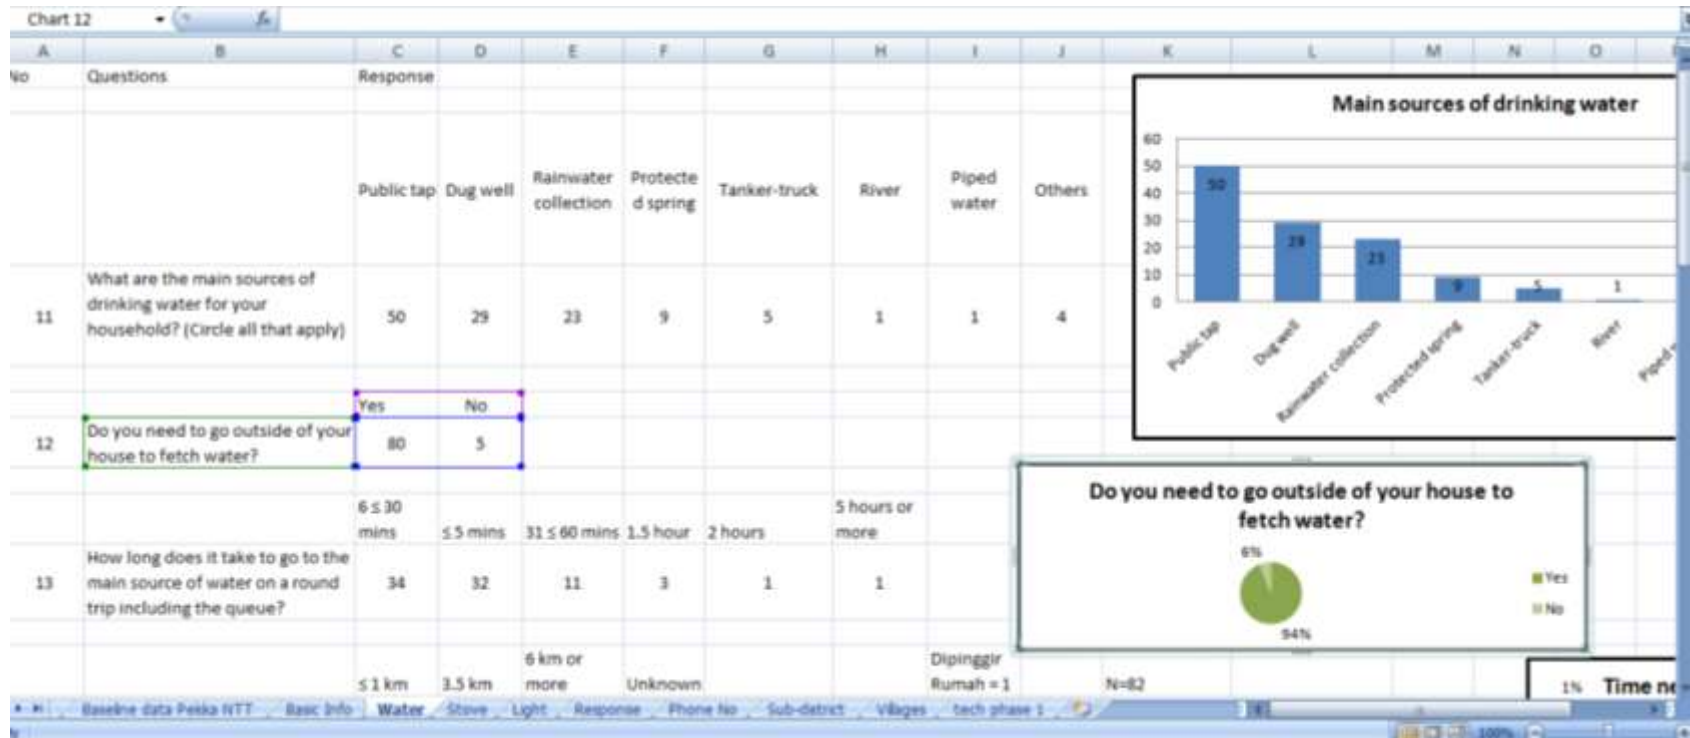 Chart 12
A B C D E F G H I J K L M N O
No Questions Response
Public tap Dug well Rainwater collection Protecte d spring Tanker-truck River Piped water Others
11 What are the main sources of
drinking water for your
household? (Circle all that apply)
50 29 23 9 5 1 1 4
Yes No
12 Do you need to go outside of your
house to fetch water?
80 5
6 ≤ 30 mins ≤ 5 mins 31 ≤ 60 mins 1.5 hour 2 hours 5 hours or more
13 How long does it take to go to the
main source of water on a round
trip including the queue?
34 32 11 3 1 1
≤ 1 km 3.5 km 6 km or more Unknown Dipinggir Rumah = 1 N=82
Main sources of drinking water
60
50
40
30
20
10
0
50 29 23 9 5 1
Public tap Dug well Rainwater collection Protected spring Tanker-truck River Piped
Do you need to go outside of your house to
fetch water?
6%
94%
Yes
No
1% Time ne
Baseline data Pekka NTT Basic Info Water Stove Light Response Phone No Sub-datrict Villages tech phase 1
100%